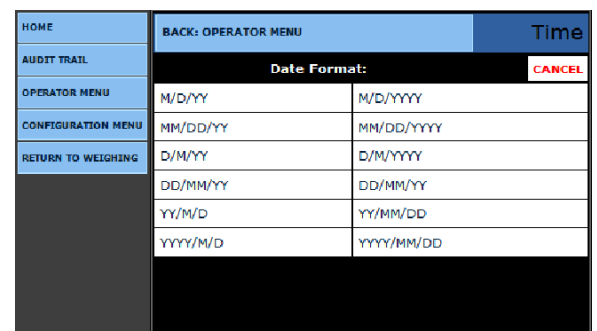 HOME
AUDIT TRAIL
OPERATOR MENU
CONFIGURATION MENU
RETURN TO WEIGHING
BACK: OPERATOR MENU
Time
Date Format:
CANCEL
M/D/YY
M/D/YYYY
MM/DD/YY
MM/DD/YYYY
D/M/YY
D/M/YYYY
DD/MM/YY
DD/MM/YY
YY/M/D
YY/MM/DD
YYYY/M/D
YYYY/MM/DD